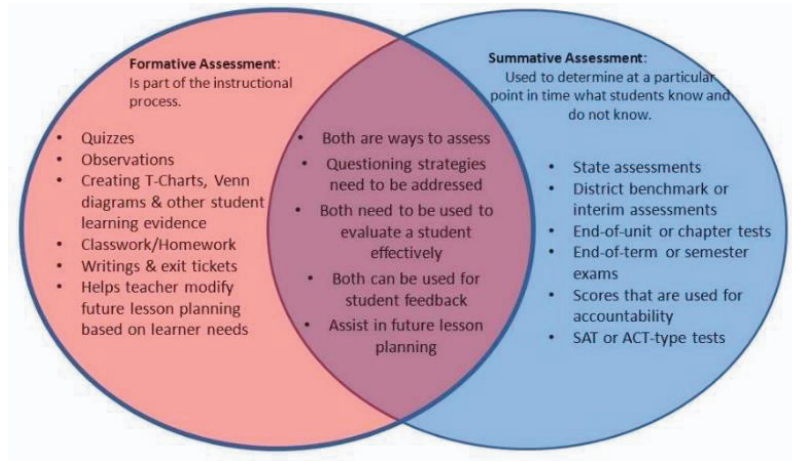 Formative Assessment:
Is part of the instructional
process.
• Quizzes
• Observations
• Creating T-Charts, Venn
diagrams & other student
learning evidence
• Classwork/Homework
• Writings & exit tickets
• Helps teacher modify
future lesson planning
based on learner needs
• Both are ways to assess
• Questioning strategies
need to be addressed
• Both need to be used to
evaluate a student
effectively
• Both can be used for
student feedback
• Assist in future lesson
planning
Summative Assessment:
Used to determine at a particular
point in time what students know and
do not know.
• State assessments
• District benchmark or
interim assessments
• End-of-unit or chapter tests
• End-of-term or semester
exams
• Scores that are used for
accountability
• SAT or ACT-type tests